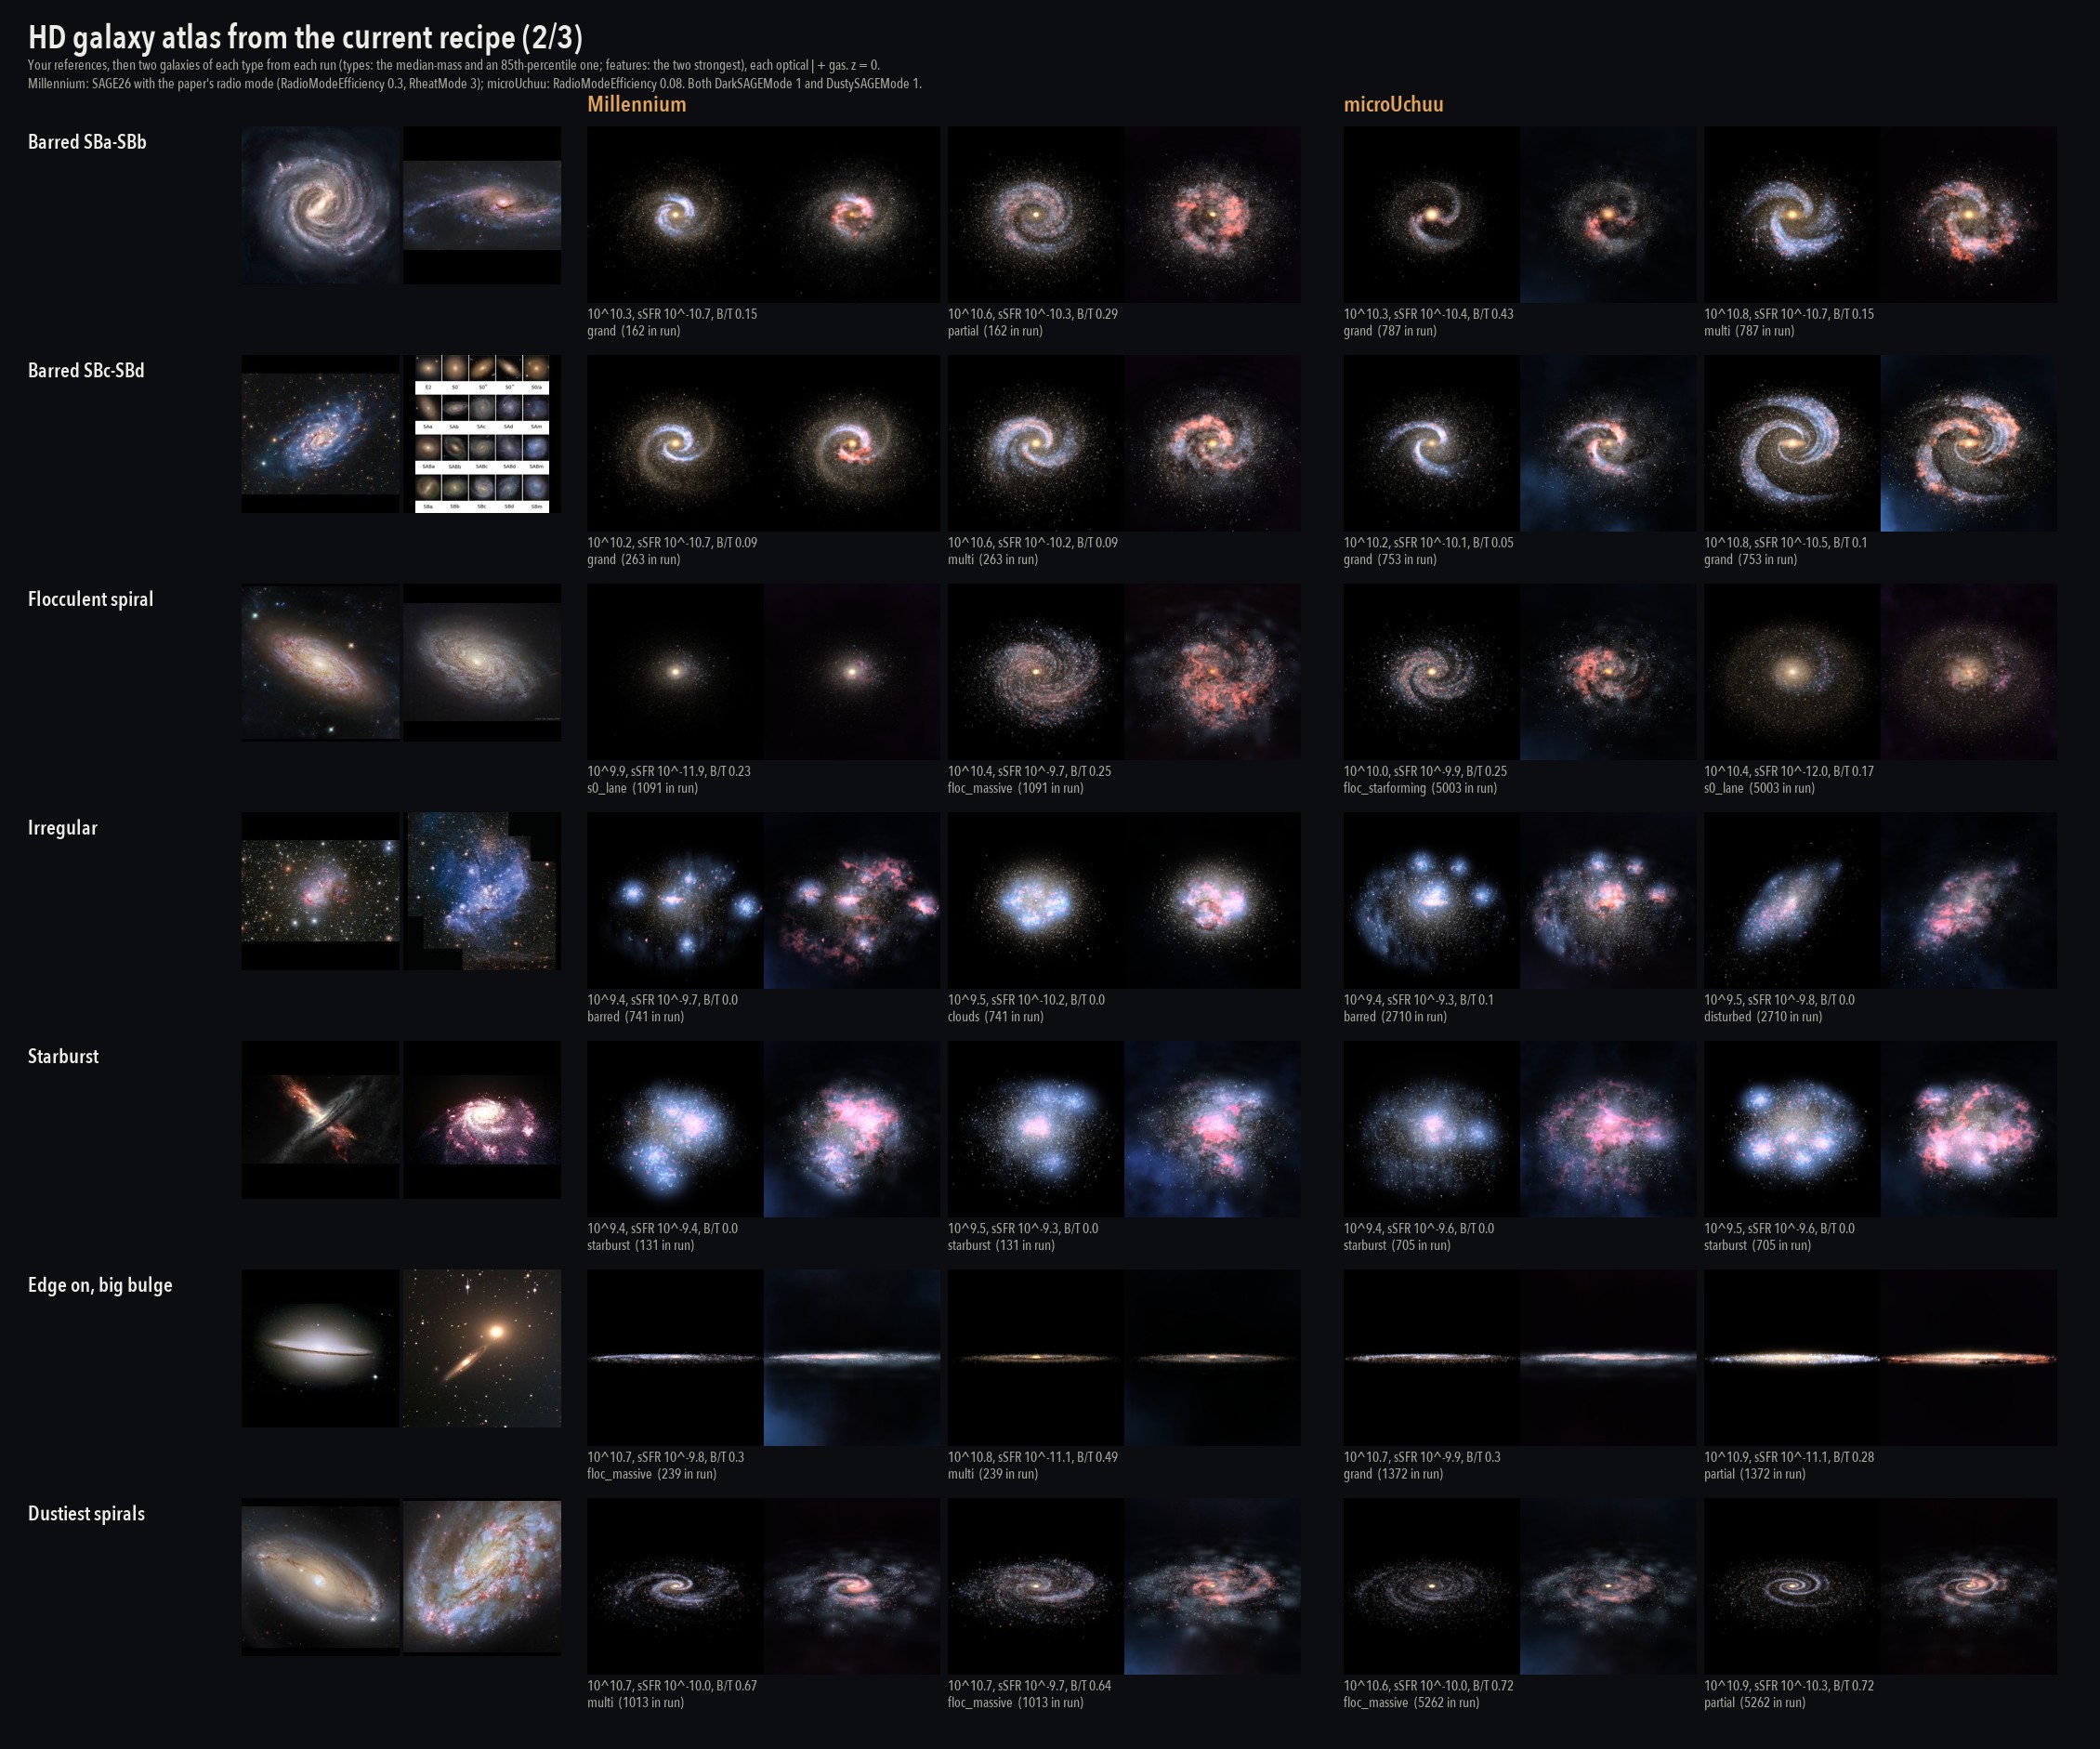 HD galaxy atlas from the current recipe (2/3)
Your references, then two galaxies of each type from each run (types: the median-mass and an 85th-percentile one; features: the two strongest), each optical | + gas. z = 0.
Millennium: SAGE26 with the paper's radio mode (RadioModeEfficiency 0.3, RheatMode 3); microUchuu: RadioModeEfficiency 0.08. Both DarkSAGEMode 1 and DustySAGEMode 1.
Millennium
microUchuu
Barred SBa-SBb
10^10.3, sSFR 10^-10.7, B/T 0.15
grand (162 in run)
10^10.6, sSFR 10^-10.3, B/T 0.29
partial (162 in run)
10^10.3, sSFR 10^-10.4, B/T 0.43
grand (787 in run)
10^10.8, sSFR 10^-10.7, B/T 0.15
multi (787 in run)
Barred SBc-SBd
E2 S0⁻ S0° S0⁺ S0/a
SAa SAb SAc SAd SAm
SABa SABb SABc SABd SABm
SBa SBb SBc SBd SBm
10^10.2, sSFR 10^-10.7, B/T 0.09
grand (263 in run)
10^10.6, sSFR 10^-10.2, B/T 0.09
multi (263 in run)
10^10.2, sSFR 10^-10.1, B/T 0.05
grand (753 in run)
10^10.8, sSFR 10^-10.5, B/T 0.1
grand (753 in run)
Flocculent spiral
10^9.9, sSFR 10^-11.9, B/T 0.23
s0_lane (1091 in run)
10^10.4, sSFR 10^-9.7, B/T 0.25
floc_massive (1091 in run)
10^10.0, sSFR 10^-9.9, B/T 0.25
floc_starforming (5003 in run)
10^10.4, sSFR 10^-12.0, B/T 0.17
s0_lane (5003 in run)
Irregular
10^9.4, sSFR 10^-9.7, B/T 0.0
barred (741 in run)
10^9.5, sSFR 10^-10.2, B/T 0.0
clouds (741 in run)
10^9.4, sSFR 10^-9.3, B/T 0.1
barred (2710 in run)
10^9.5, sSFR 10^-9.8, B/T 0.0
disturbed (2710 in run)
Starburst
10^9.4, sSFR 10^-9.4, B/T 0.0
starburst (131 in run)
10^9.5, sSFR 10^-9.3, B/T 0.0
starburst (131 in run)
10^9.4, sSFR 10^-9.6, B/T 0.0
starburst (705 in run)
10^9.5, sSFR 10^-9.6, B/T 0.0
starburst (705 in run)
Edge on, big bulge
10^10.7, sSFR 10^-9.8, B/T 0.3
floc_massive (239 in run)
10^10.8, sSFR 10^-11.1, B/T 0.49
multi (239 in run)
10^10.7, sSFR 10^-9.9, B/T 0.3
grand (1372 in run)
10^10.9, sSFR 10^-11.1, B/T 0.28
partial (1372 in run)
Dustiest spirals
10^10.7, sSFR 10^-10.0, B/T 0.67
multi (1013 in run)
10^10.7, sSFR 10^-9.7, B/T 0.64
floc_massive (1013 in run)
10^10.6, sSFR 10^-10.0, B/T 0.72
floc_massive (5262 in run)
10^10.9, sSFR 10^-10.3, B/T 0.72
partial (5262 in run)